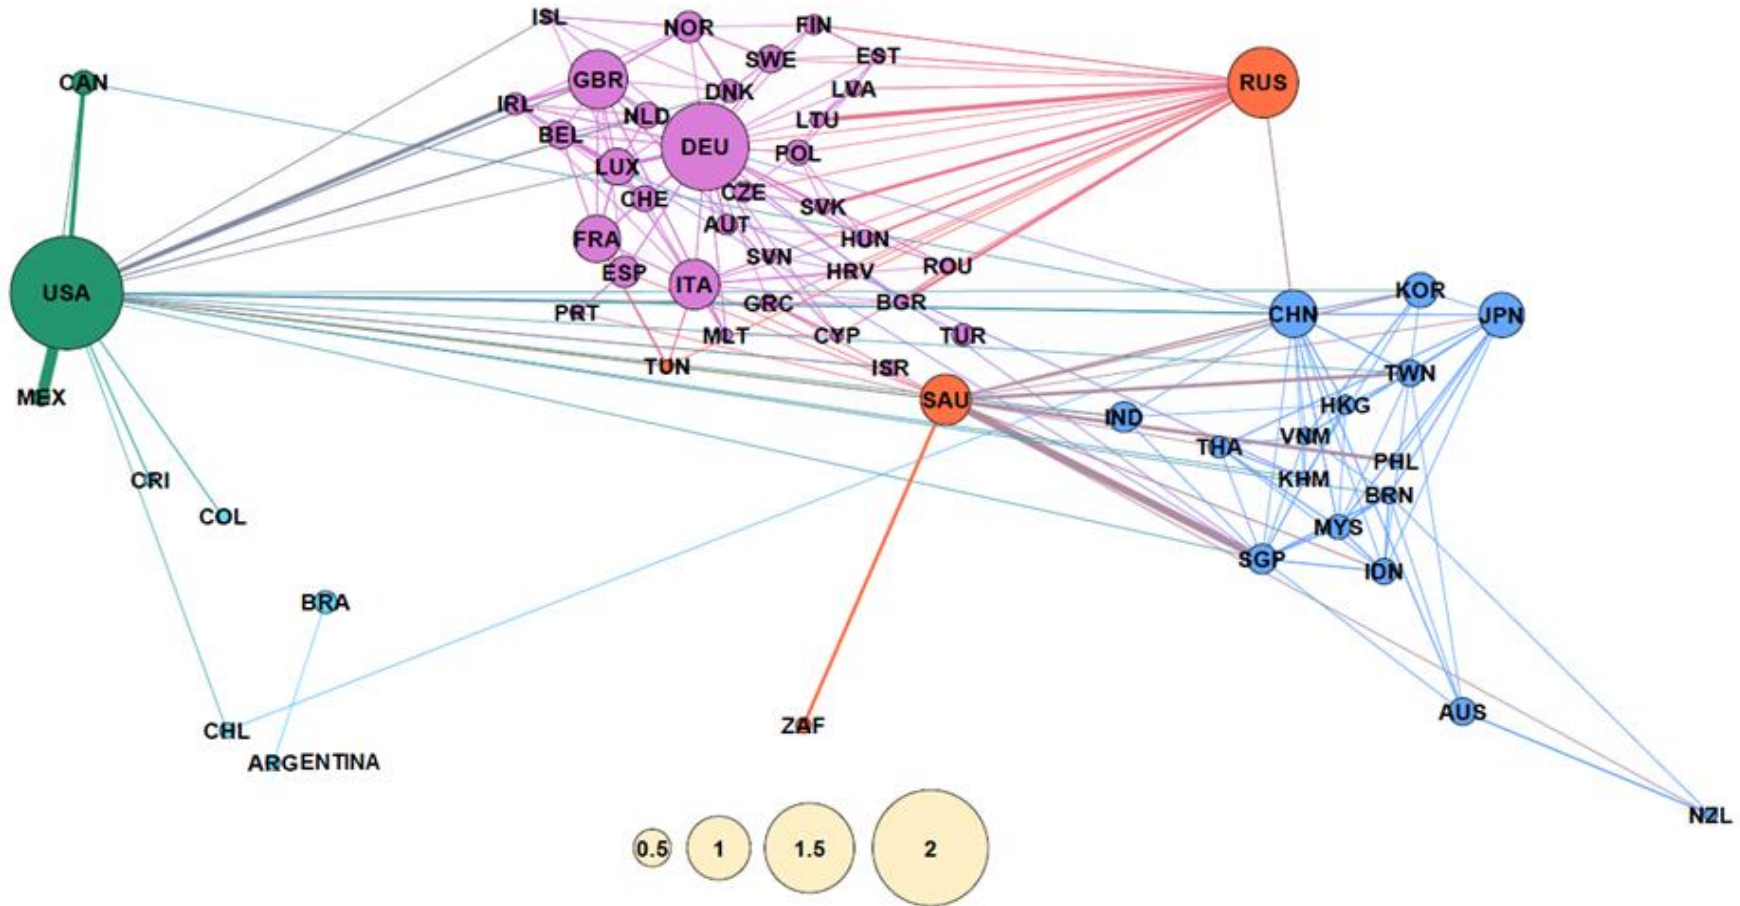 ISL
NOR
FIN
SWE
EST
CAN
GBR
RUS
DNK
LVA
IRL
NLD
LTU
BEL
DEU
POL
LUX
CZE
CHE
SVK
AUT
FRA
HUN
SVN
ROU
ESP
HRV
ITA
USA
KOR
GRC
BGR
PRT
CHN
JPN
MLT
CYP
TUR
TUN
ISR
TWN
MEX
SAU
HKG
IND
VNM
THA
PHL
CRI
KHM
BRN
COL
MYS
SGP
IDN
BRA
AUS
ZAF
CHL
ARGENTINA
NZL
0.5 1 1.5 2